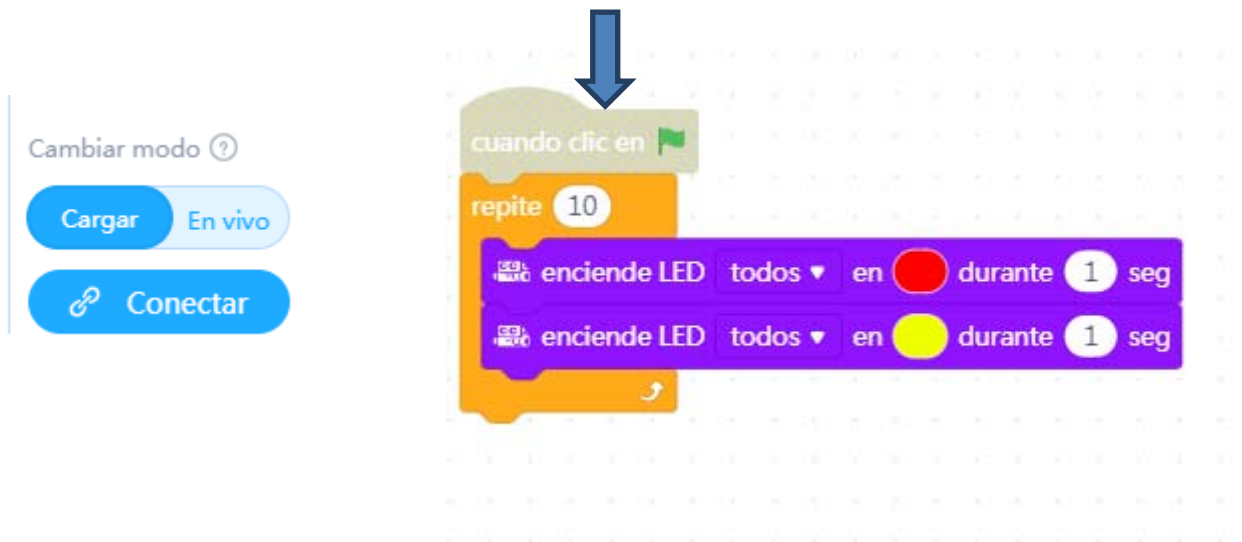 Cambiar modo ?
Cargar En vivo
Conectar
cuando clic en
repite 10
enciende LED todos ▾ en durante 1 seg
enciende LED todos ▾ en durante 1 seg